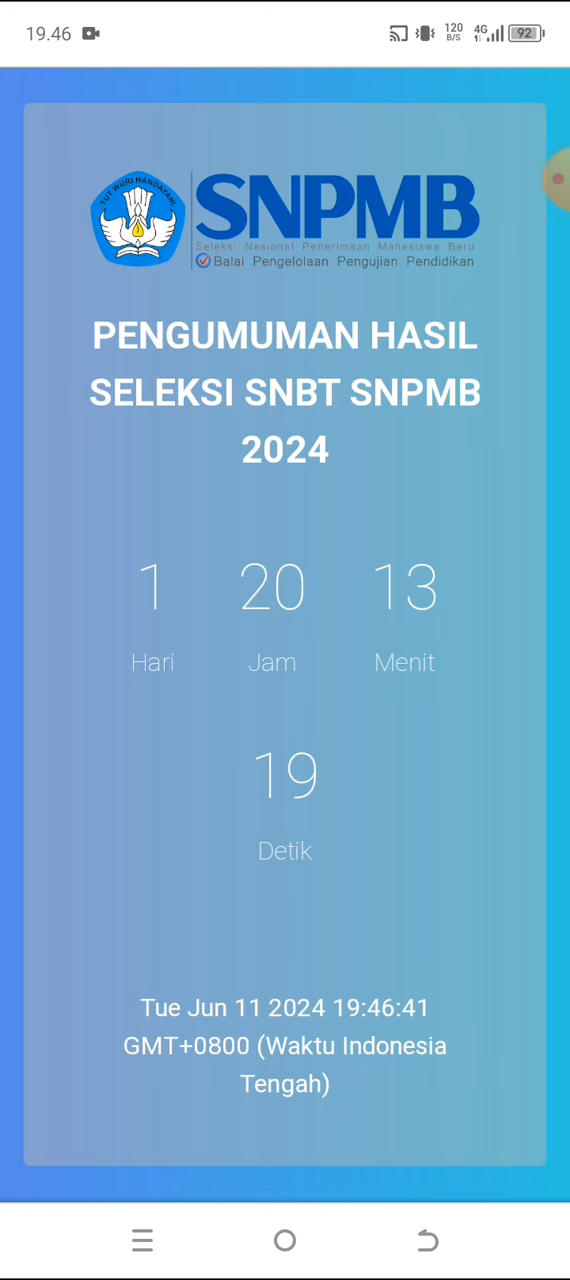 19.46
120
B/S
4G
92
TUT WURI HANDAYANI
SNPMB
Seleksi Nasional Penerimaan Mahasiswa Baru
Balai Pengelolaan Pengujian Pendidikan
PENGUMUMAN HASIL
SELEKSI SNBT SNPMB
2024
1 20 13
Hari Jam Menit
19
Detik
Tue Jun 11 2024 19:46:41
GMT+0800 (Waktu Indonesia
Tengah)